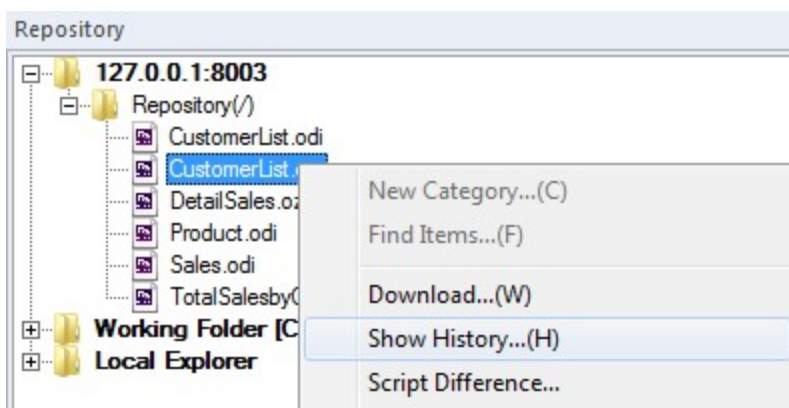 Repository
127.0.0.1:8003
Repository(/)
CustomerList.odi
CustomerList.
DetailSales.oz
Product.odi
Sales.odi
TotalSalesby
Working Folder [C
Local Explorer
New Category...(C)
Find Items...(F)
Download...(W)
Show History...(H)
Script Difference...